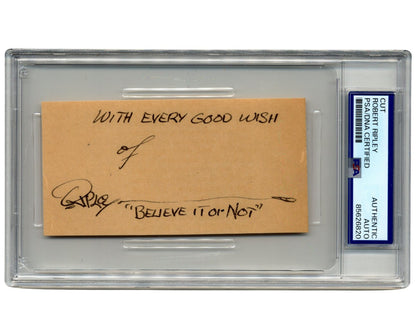 WITH EVERY GOOD WISH
of
RIPLEY
"BELIEVE IT OR NOT"
CUT
ROBERT RIPLEY
PSA/DNA CERTIFIED
AUTHENTIC
AUTO
85626820
PSA